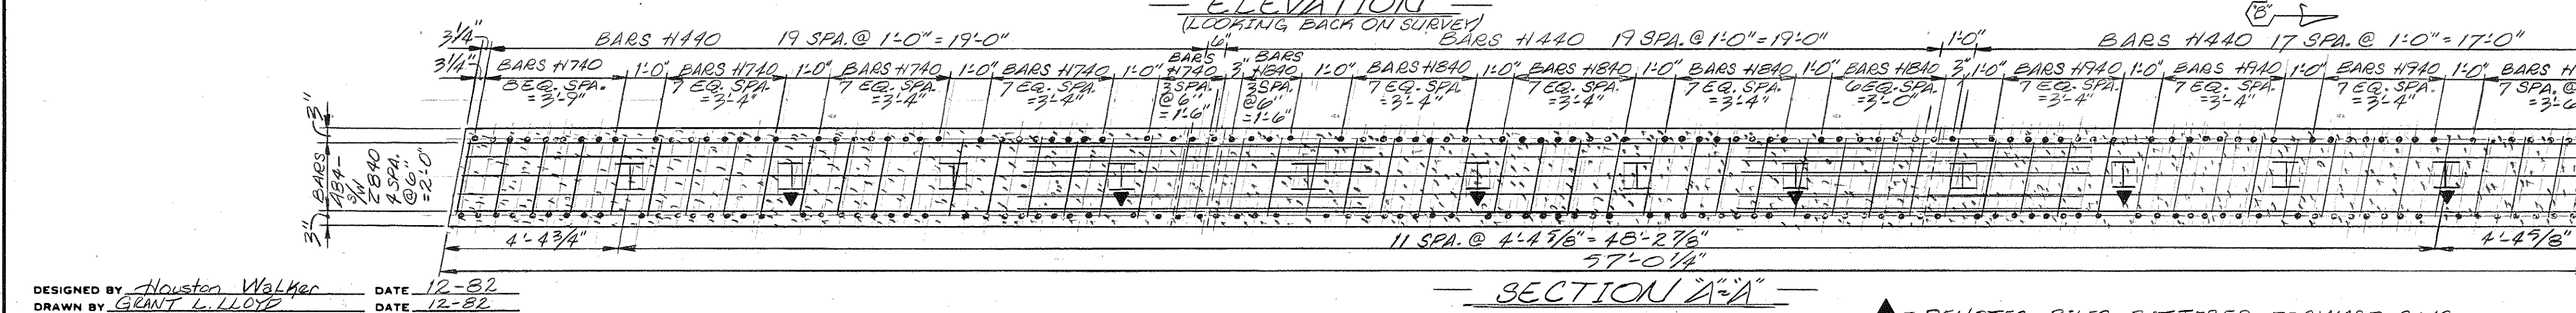 ELEVATION
(LOOKING BACK ON SURVEY)
"B"
3 1/4" BARS H440 19 SPA. @ 1'-0" = 19'-0" 6" BARS H440 19 SPA. @ 1'-0" = 19'-0" 1'-0" BARS H440 17 SPA. @ 1'-0" = 17'-0"
3 1/4" BARS H740 8 EQ. SPA. = 3'-9"
1'-0" BARS H740 7 EQ. SPA. = 3'-4"
1'-0" BARS H740 7 EQ. SPA. = 3'-4"
1'-0" BARS H740 7 EQ. SPA. = 3'-4"
1'-0" BARS H740 3 SPA. @ 6" = 1'-6"
3" BARS H840 3 SPA. @ 6" = 1'-6"
1'-0" BARS H840 7 EQ. SPA. = 3'-4"
1'-0" BARS H840 7 EQ. SPA. = 3'-4"
1'-0" BARS H840 7 EQ. SPA. = 3'-4"
1'-0" BARS H840 6 EQ. SPA. = 3'-0"
3" 1'-0" BARS H940 7 EQ. SPA. = 3'-4"
1'-0" BARS H940 7 EQ. SPA. = 3'-4"
1'-0" BARS H940 7 EQ. SPA. = 3'-4"
1'-0" BARS H
7 SPA. @
= 3'-6
3"
BARS
A84-
S/W
Z840
4 SPA.
@ 6"
= 2'-0"
3"
4'-4 3/4" 11 SPA. @ 4'-4 5/8" = 48'-2 7/8" 4'-4 5/8"
57'-0 1/4"
SECTION "A"-"A"
DESIGNED BY Houston Walker DATE 12-82
DRAWN BY GRANT L. LLOYD DATE 12-82